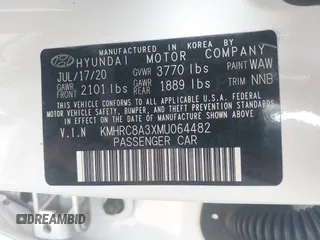 MANUFACTURED IN KOREA BY
HYUNDAI MOTOR COMPANY
JUL/17/20 GVWR 3770 lbs PAINT WAW
GAWR FRONT 2101 lbs GAWR REAR 1889 lbs TRIM NNB
THIS VEHICLE CONFORMS TO ALL APPLICABLE U.S. FEDERAL
MOTOR VEHICLE SAFETY, BUMPER, AND THEFT PREVENTION
STANDARDS IN EFFECT ON THE DATE OF MANUFACTURE SHOWN ABOVE.
V.I.N KMHRC8A3XMU064482
PASSENGER CAR
DREAMBID